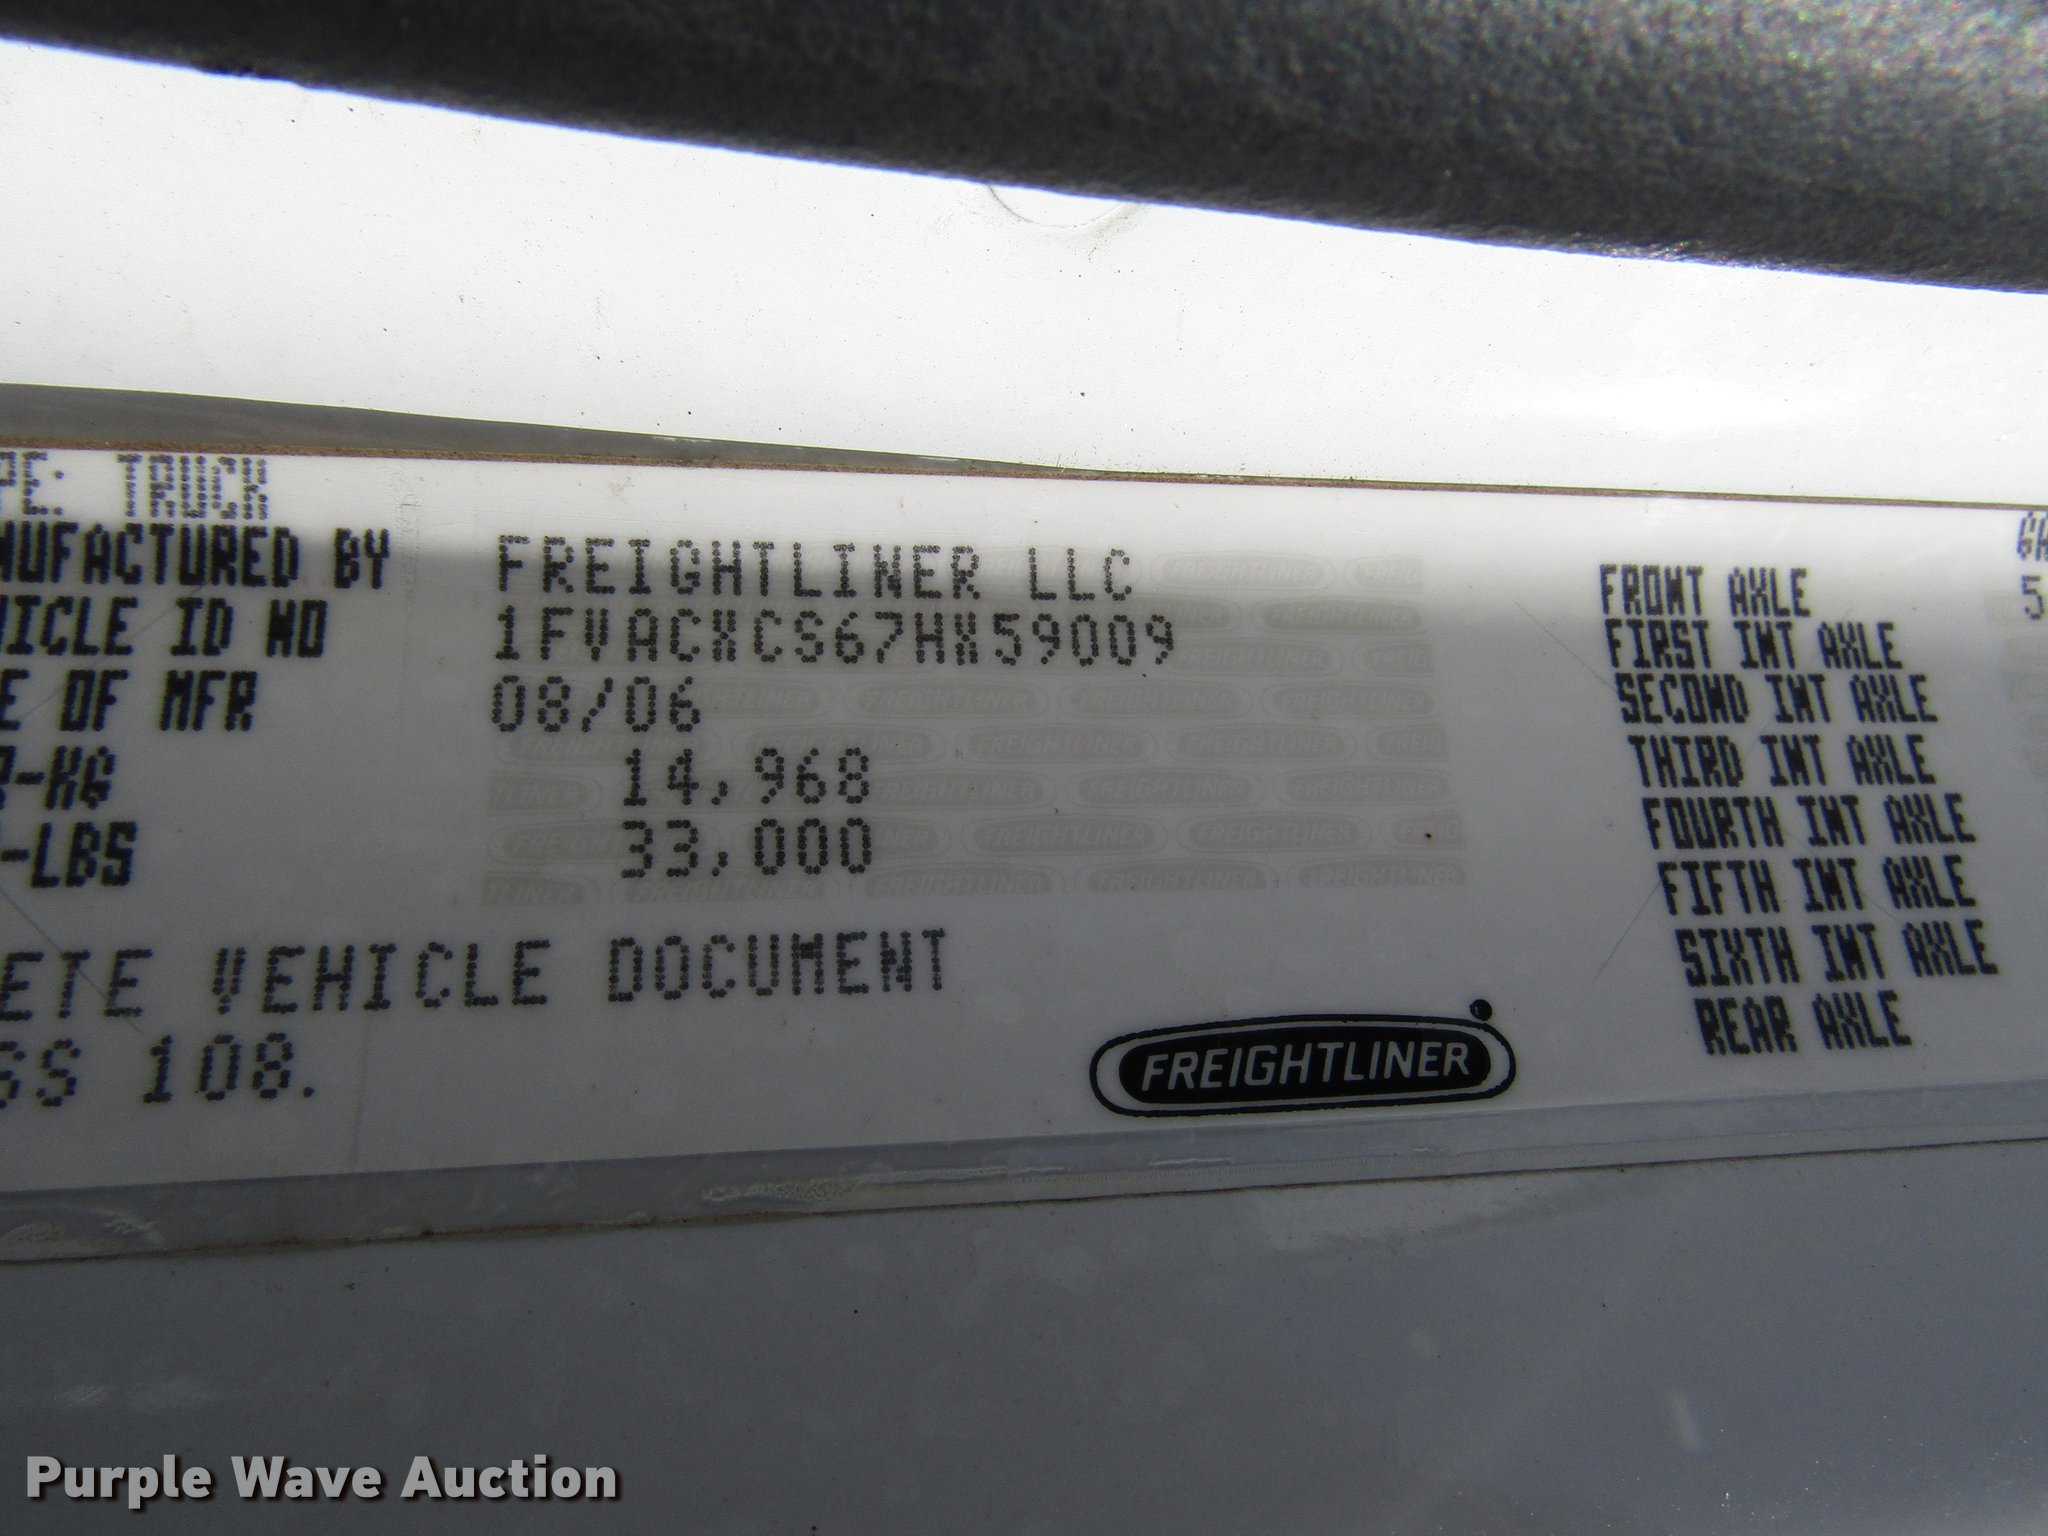 PE: TRUCK
NUFACTURED BY FREIGHTLINER LLC
HICLE ID NO 1FVACXCS67HX59009
E OF MFR 08/06
-KG 14,968
-LBS 33,000
ETE VEHICLE DOCUMENT
SS 108.
FREIGHTLINER
FRONT AXLE 5
FIRST INT AXLE
SECOND INT AXLE
THIRD INT AXLE
FOURTH INT AXLE
FIFTH INT AXLE
SIXTH INT AXLE
REAR AXLE
Purple Wave Auction